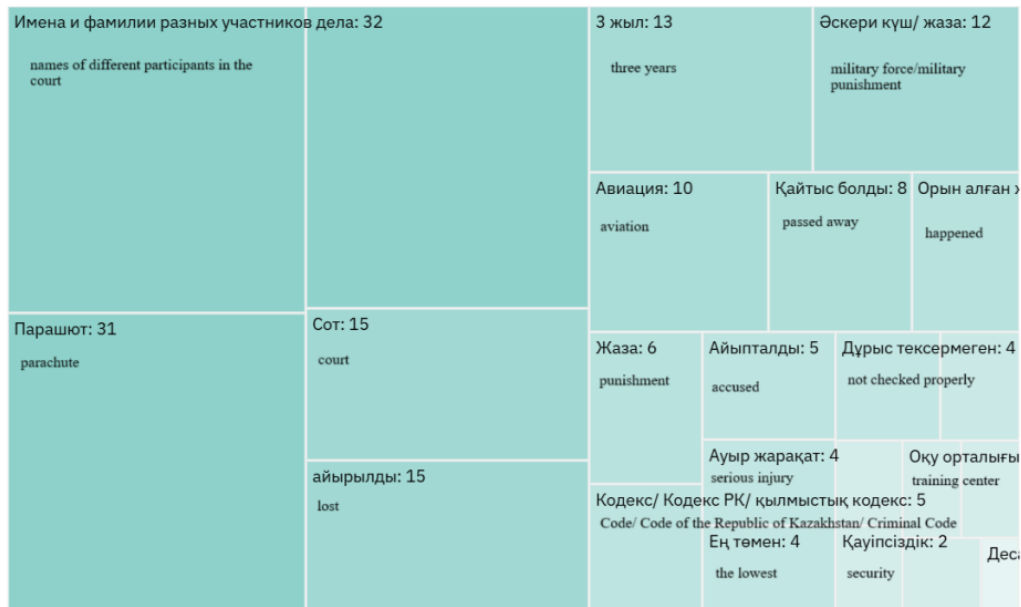 Имена и фамилии разных участников дела: 32
names of different participants in the
court
3 жыл: 13
three years
Әскери күш/ жаза: 12
military force/military
punishment
Авиация: 10
aviation
Қайтыс болды: 8
passed away
Орын алған
happened
Парашют: 31
parachute
Сот: 15
court
айырылды: 15
lost
Жаза: 6
punishment
Айыпталды: 5
accused
Дұрыс тексермеген: 4
not checked properly
Ауыр жарақат: 4
serious injury
Оқу орталығы
training center
Кодекс/ Кодекс РК/ қылмыстық кодекс: 5
Code/ Code of the Republic of Kazakhstan/ Criminal Code
Ең төмен: 4
the lowest
Қауіпсіздік: 2
security